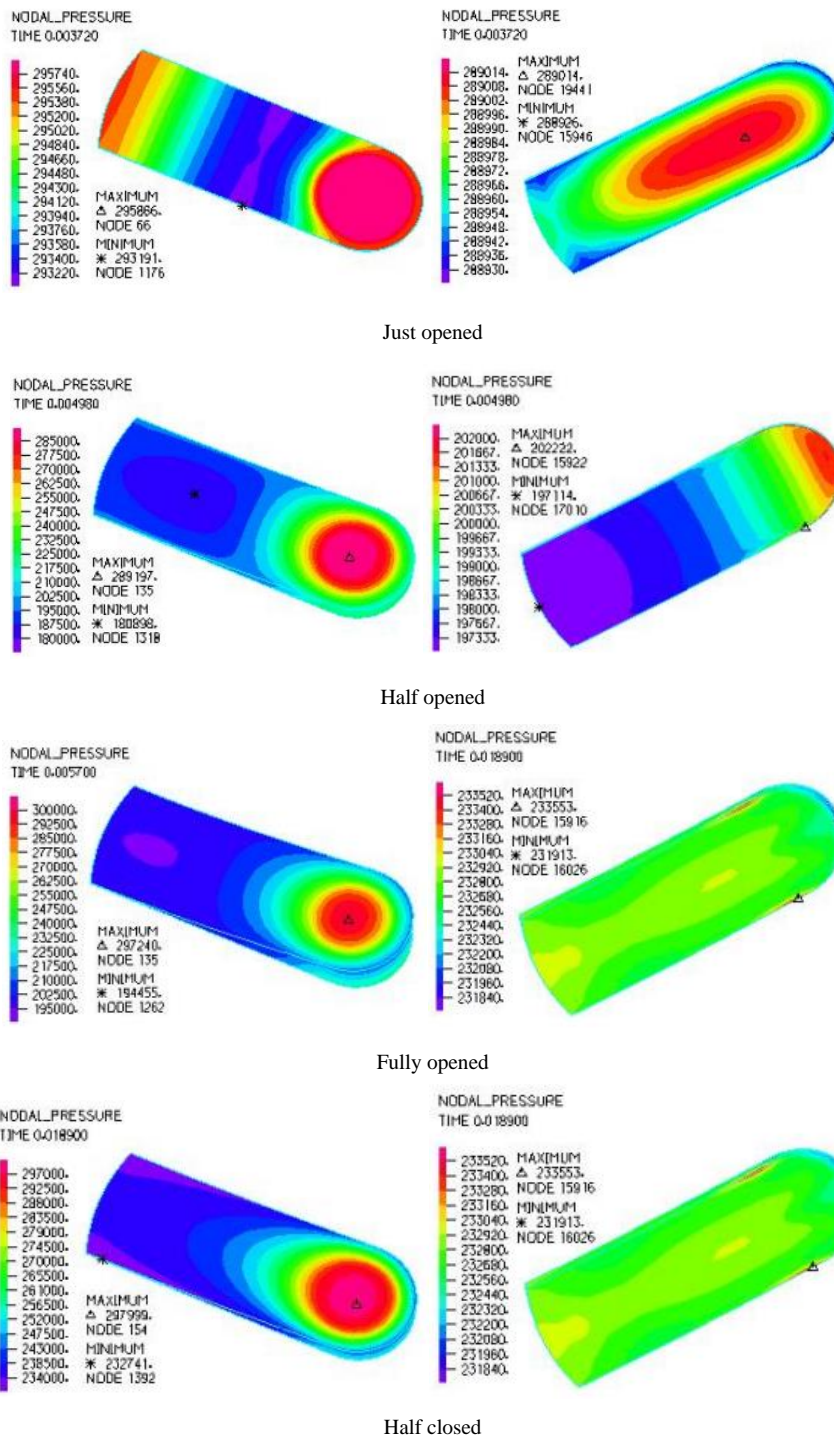 NODAL_PRESSURE
TIME 0.003720
295740.
295560.
295380.
295200.
295020.
294840.
294660.
294480.
294300.
294120.
293940.
293760.
293580.
293400.
293220.
MAXIMUM
Δ 295866.
NODE 66
MINIMUM
* 293191.
NODE 1176
NODAL_PRESSURE
TIME 0.003720
289014.
289008.
289002.
288996.
288990.
288984.
288978.
288972.
288966.
288960.
288954.
288948.
288942.
288936.
288930.
MAXIMUM
Δ 289014.
NODE 19441
MINIMUM
* 288926.
NODE 15946
Just opened
NODAL_PRESSURE
TIME 0.004980
285000.
277500.
270000.
262500.
255000.
247500.
240000.
232500.
225000.
217500.
210000.
202500.
195000.
187500.
180000.
MAXIMUM
Δ 289197.
NODE 135
MINIMUM
* 180898.
NODE 1318
NODAL_PRESSURE
TIME 0.004980
202000.
201667.
201333.
201000.
200667.
200333.
200000.
199667.
199333.
199000.
198667.
198333.
198000.
197667.
197333.
MAXIMUM
Δ 202222.
NODE 15922
MINIMUM
* 197114.
NODE 17010
Half opened
NODAL_PRESSURE
TIME 0.005700
300000.
292500.
285000.
277500.
270000.
262500.
255000.
247500.
240000.
232500.
225000.
217500.
210000.
202500.
195000.
MAXIMUM
Δ 297240.
NODE 135
MINIMUM
* 194455.
NODE 1262
NODAL_PRESSURE
TIME 0.018900
233520.
233400.
233280.
233160.
233040.
232920.
232800.
232680.
232560.
232440.
232320.
232200.
232080.
231960.
231840.
MAXIMUM
Δ 233553.
NODE 15916
MINIMUM
* 231913.
NODE 16026
Fully opened
NODAL_PRESSURE
TIME 0.018900
297000.
292500.
288000.
283500.
279000.
274500.
270000.
265500.
261000.
256500.
252000.
247500.
243000.
238500.
234000.
MAXIMUM
Δ 297999.
NODE 154
MINIMUM
* 232741.
NODE 1392
NODAL_PRESSURE
TIME 0.018900
233520.
233400.
233280.
233160.
233040.
232920.
232800.
232680.
232560.
232440.
232320.
232200.
232080.
231960.
231840.
MAXIMUM
Δ 233553.
NODE 15916
MINIMUM
* 231913.
NODE 16026
Half closed